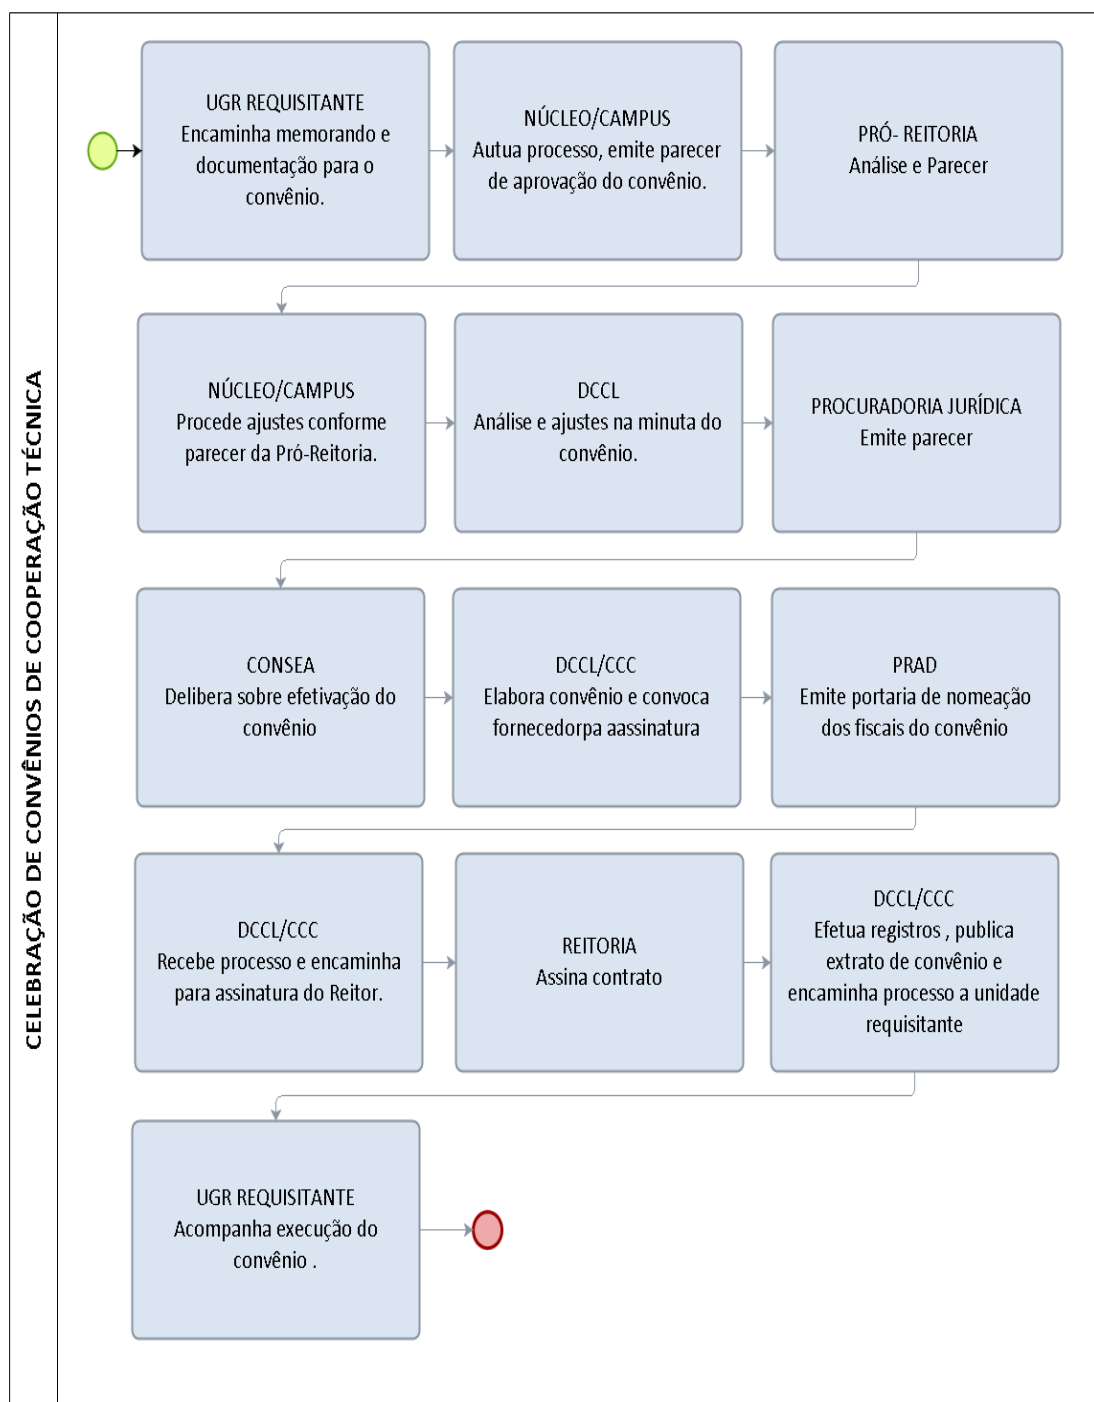 CELEBRAÇÃO DE CONVÊNIOS DE COOPERAÇÃO TÉCNICA
UGR REQUISITANTE
Encaminha memorando e
documentação para o
convênio.
NÚCLEO/CAMPUS
Autua processo, emite parecer
de aprovação do convênio.
PRÓ- REITORIA
Análise e Parecer
NÚCLEO/CAMPUS
Procede ajustes conforme
parecer da Pró-Reitoria.
DCCL
Análise e ajustes na minuta do
convênio.
PROCURADORIA JURÍDICA
Emite parecer
CONSEA
Delibera sobre efetivação do
convênio
DCCL/CCC
Elabora convênio e convoca
fornecedorpa aassinatura
PRAD
Emite portaria de nomeação
dos fiscais do convênio
DCCL/CCC
Recebe processo e encaminha
para assinatura do Reitor.
REITORIA
Assina contrato
DCCL/CCC
Efetua registros , publica
extrato de convênio e
encaminha processo a unidade
requisitante
UGR REQUISITANTE
Acompanha execução do
convênio .